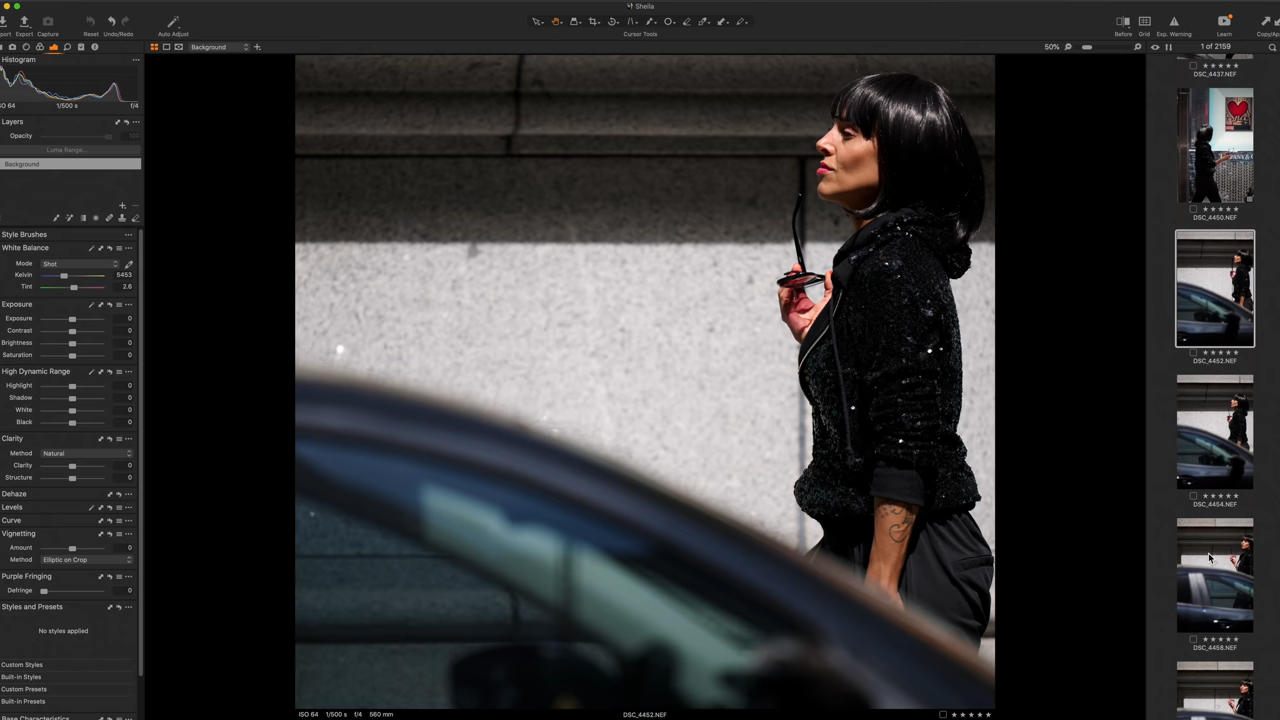 Sheila
port Export Capture Reset Undo/Redo Auto Adjust Cursor Tools Before Grid Exp. Warning Learn Copy/Ap
Background 50% 1 of 2159
Histogram
ISO 64 1/500 s f/4
Layers
Opacity 100
Luma Range...
Background
Style Brushes
White Balance
Mode Shot
Kelvin 5453
Tint 2.6
Exposure
Exposure 0
Contrast 0
Brightness 0
Saturation 0
High Dynamic Range
Highlight 0
Shadow 0
White 0
Black 0
Clarity
Method Natural
Clarity 0
Structure 0
Dehaze
Levels
Curve
Vignetting
Amount 0
Method Elliptic on Crop
Purple Fringing
Defringe 0
Styles and Presets
No styles applied
Custom Styles
Built-in Styles
Custom Presets
Built-in Presets
Base Characteristics
ISO 64 1/500 s f/4 560 mm DSC_4452.NEF
DSC_4437.NEF
DSC_4450.NEF
DSC_4452.NEF
DSC_4454.NEF
DSC_4458.NEF